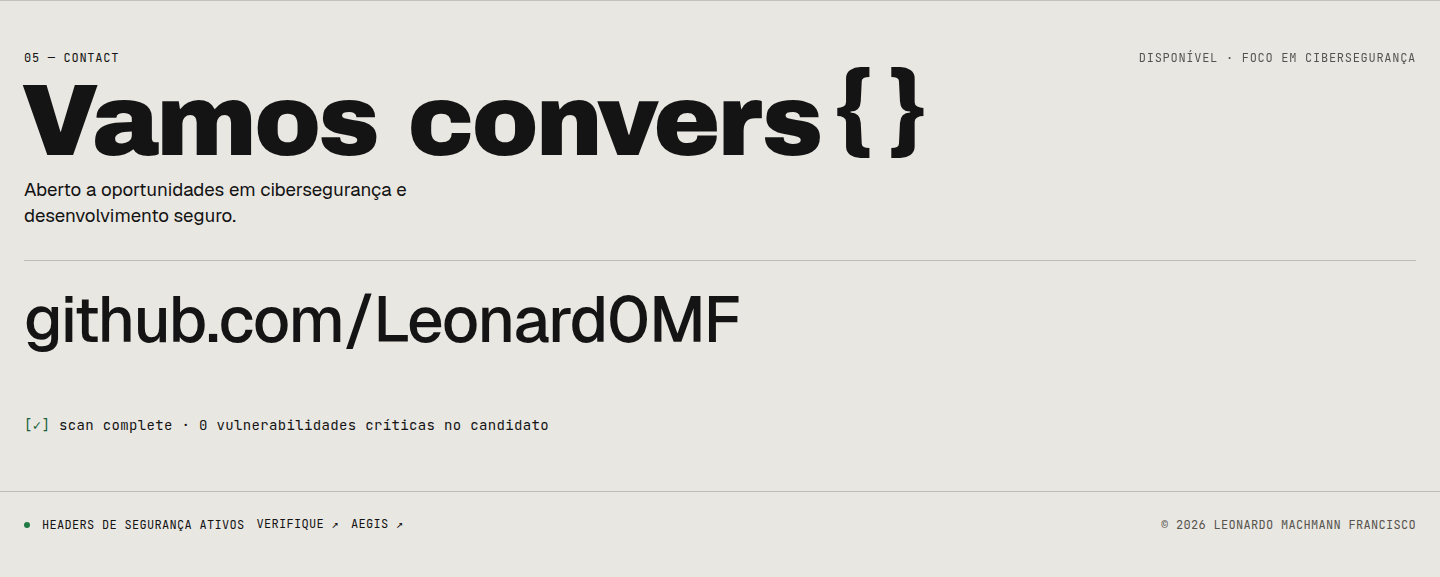 05 — CONTACT
DISPONÍVEL · FOCO EM CIBERSEGURANÇA
Vamos convers{}
Aberto a oportunidades em cibersegurança e
desenvolvimento seguro.
github.com/Leonard0MF
[✓] scan complete · 0 vulnerabilidades críticas no candidato
HEADERS DE SEGURANÇA ATIVOS VERIFIQUE ↗ AEGIS ↗
© 2026 LEONARDO MACHMANN FRANCISCO